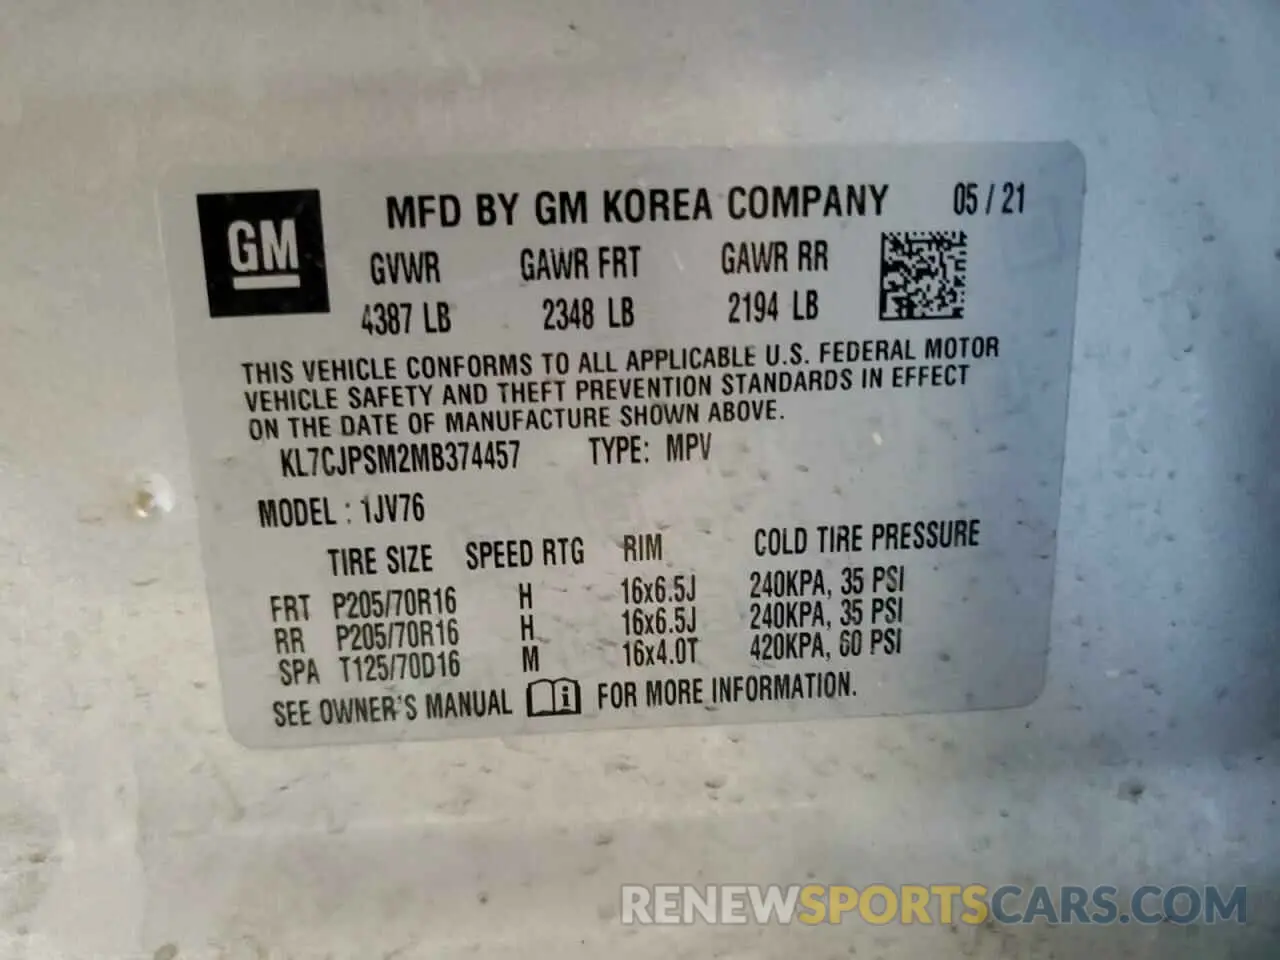 GM
MFD BY GM KOREA COMPANY 05 / 21
GVWR GAWR FRT GAWR RR
4387 LB 2348 LB 2194 LB
THIS VEHICLE CONFORMS TO ALL APPLICABLE U.S. FEDERAL MOTOR
VEHICLE SAFETY AND THEFT PREVENTION STANDARDS IN EFFECT
ON THE DATE OF MANUFACTURE SHOWN ABOVE.
KL7CJPSM2MB374457 TYPE: MPV
MODEL : 1JV76
TIRE SIZE SPEED RTG RIM COLD TIRE PRESSURE
FRT P205/70R16 H 16x6.5J 240KPA, 35 PSI
RR P205/70R16 H 16x6.5J 240KPA, 35 PSI
SPA T125/70D16 M 16x4.0T 420KPA, 60 PSI
SEE OWNER'S MANUAL i FOR MORE INFORMATION.
RENEWSPORTSCARS.COM